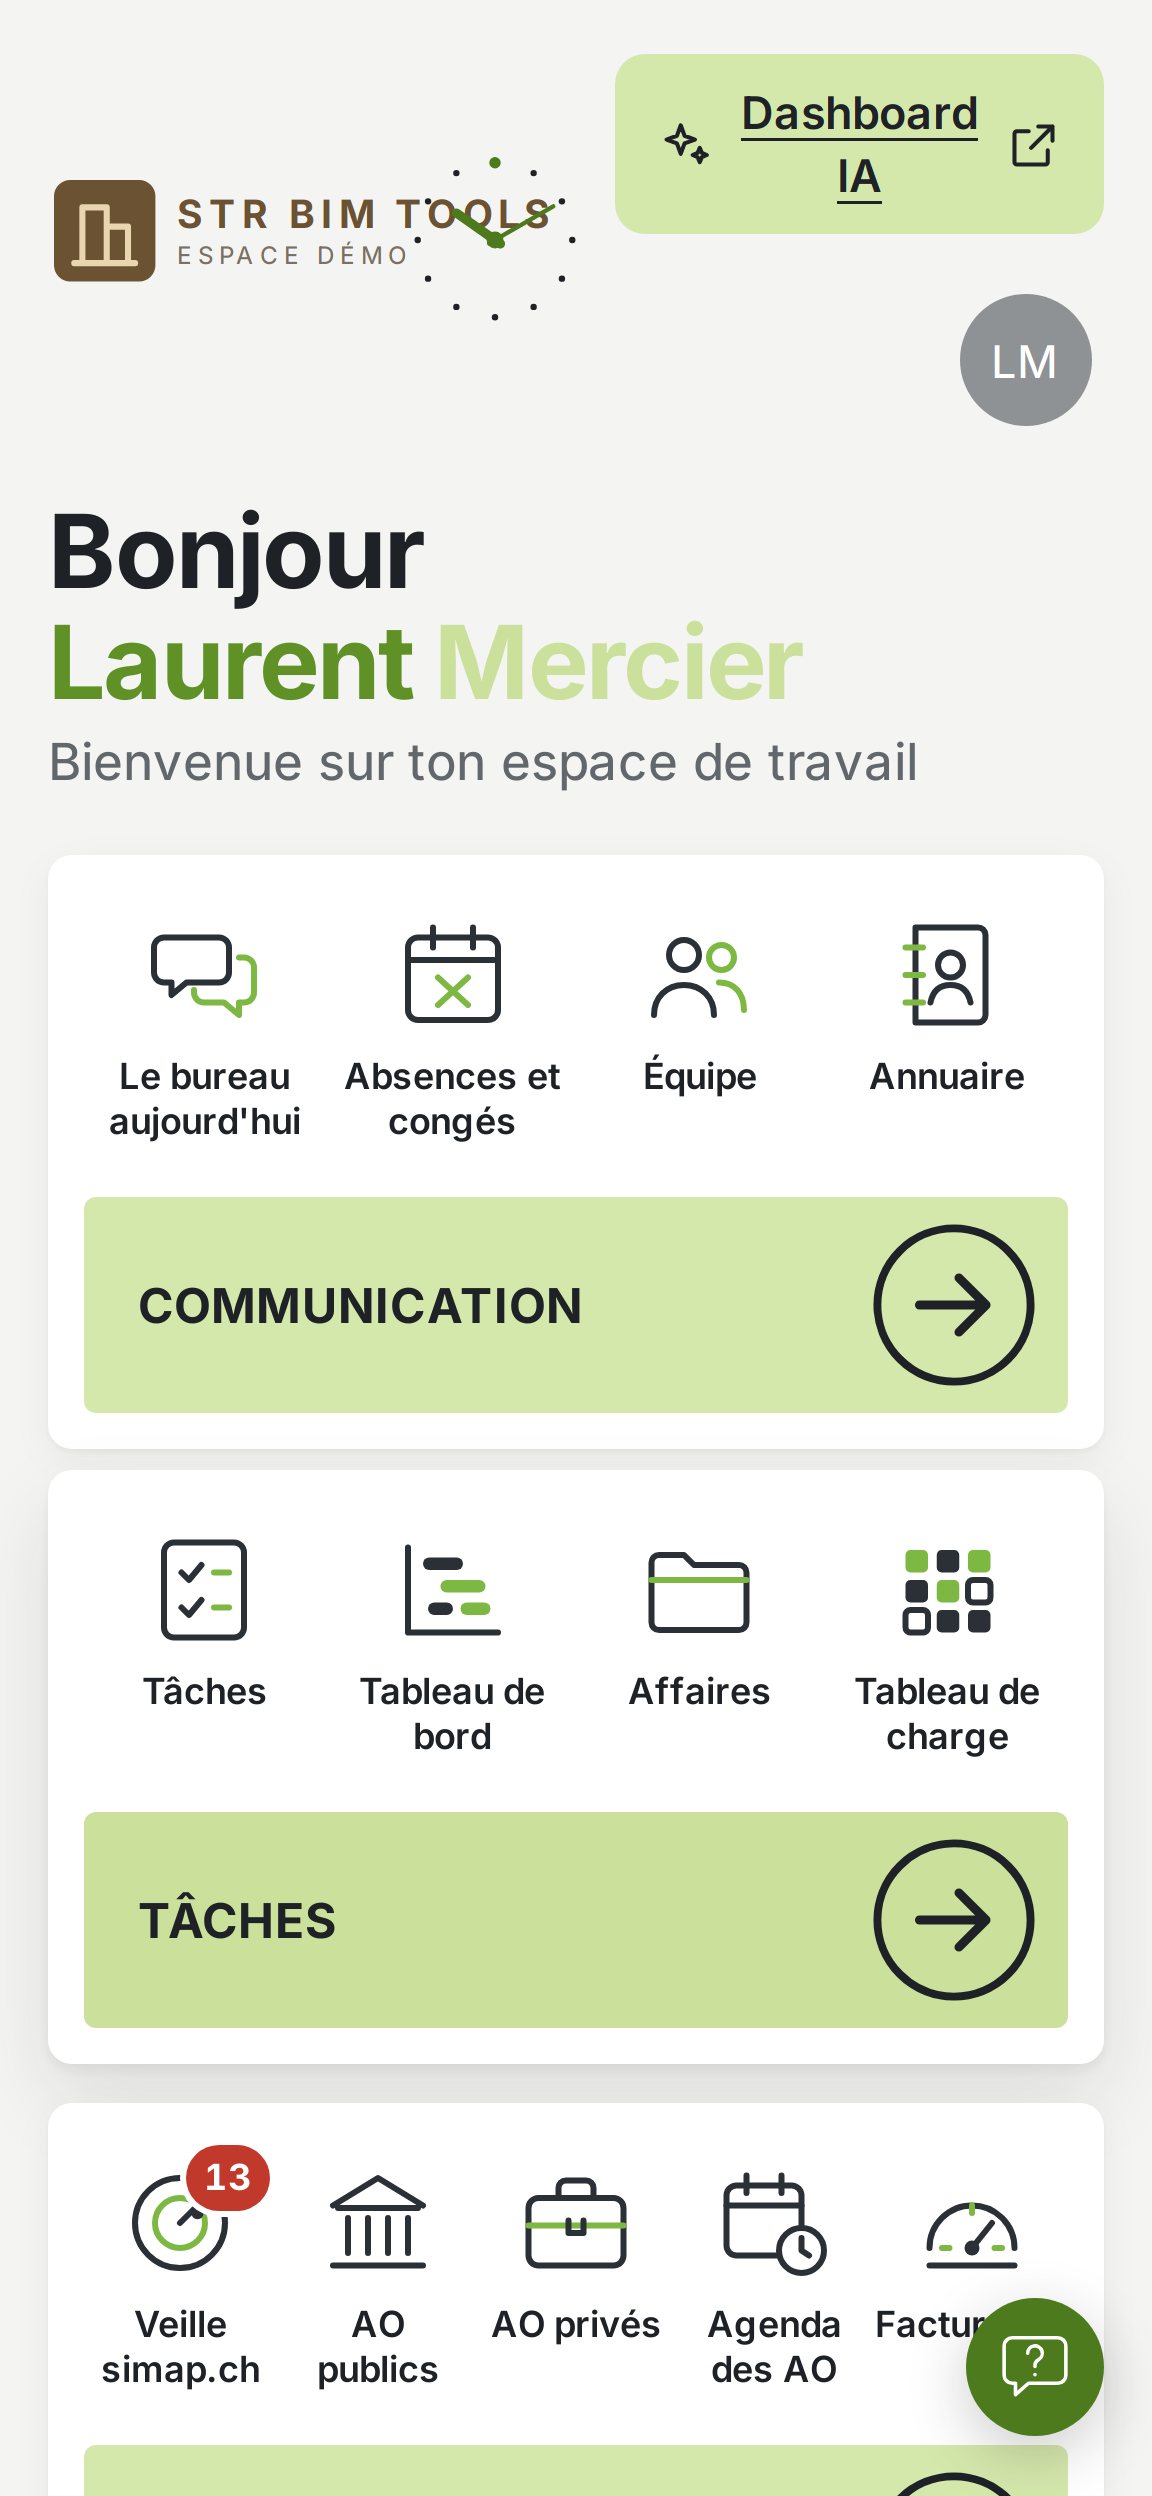 Dashboard
IA
STR BIM TOOLS
ESPACE DÉMO
LM
Bonjour
Laurent Mercier
Bienvenue sur ton espace de travail
Le bureau
aujourd'hui
Absences et
congés
Équipe
Annuaire
COMMUNICATION
Tâches
Tableau de
bord
Affaires
Tableau de
charge
TÂCHES
13
Veille
simap.ch
AO
publics
AO privés
Agenda
des AO
?